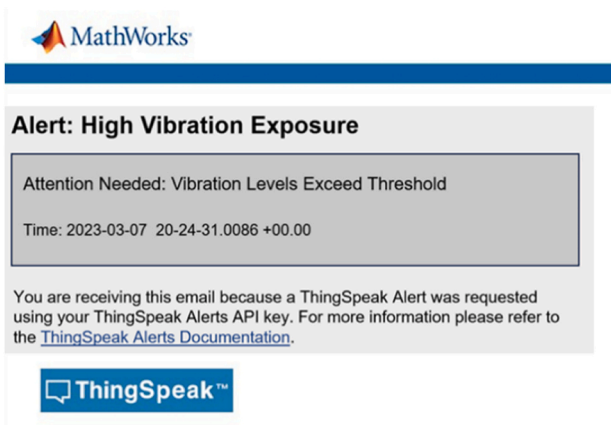 MathWorks®
Alert: High Vibration Exposure
Attention Needed: Vibration Levels Exceed Threshold
Time: 2023-03-07 20-24-31.0086 +00.00
You are receiving this email because a ThingSpeak Alert was requested
using your ThingSpeak Alerts API key. For more information please refer to
the ThingSpeak Alerts Documentation.
ThingSpeak™